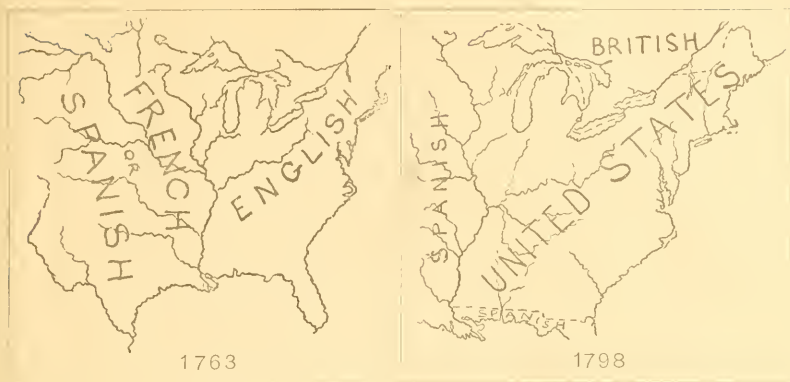 FRENCH
OR
SPANISH
ENGLISH
1763
BRITISH
SPANISH
UNITED STATES
SPANISH
1798